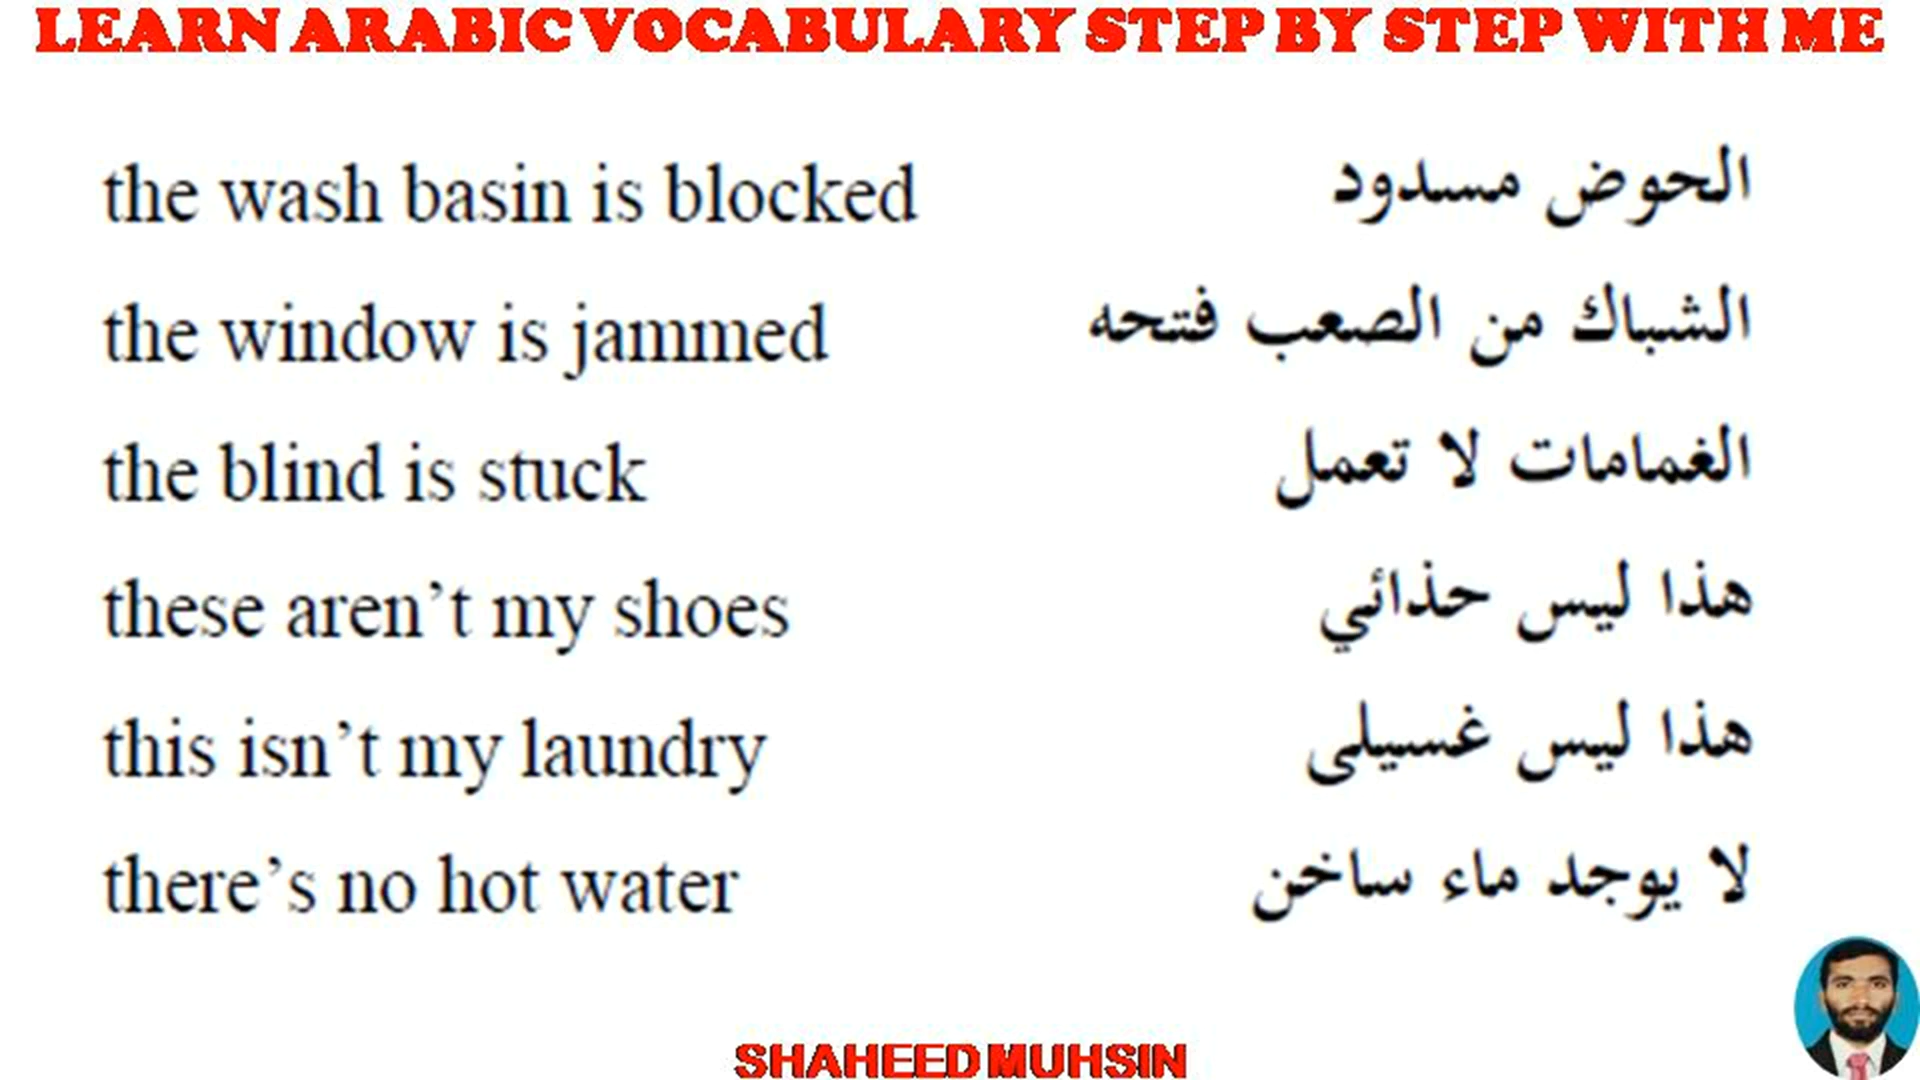 LEARN ARABIC VOCABULARY STEP BY STEP WITH ME
the wash basin is blocked الحوض مسدود
the window is jammed الشباك من الصعب فتحه
the blind is stuck الغمامات لا تعمل
these aren’t my shoes هذا ليس حذائي
this isn’t my laundry هذا ليس غسيلى
there’s no hot water لا يوجد ماء ساخن
SHAHEED MUHSIN